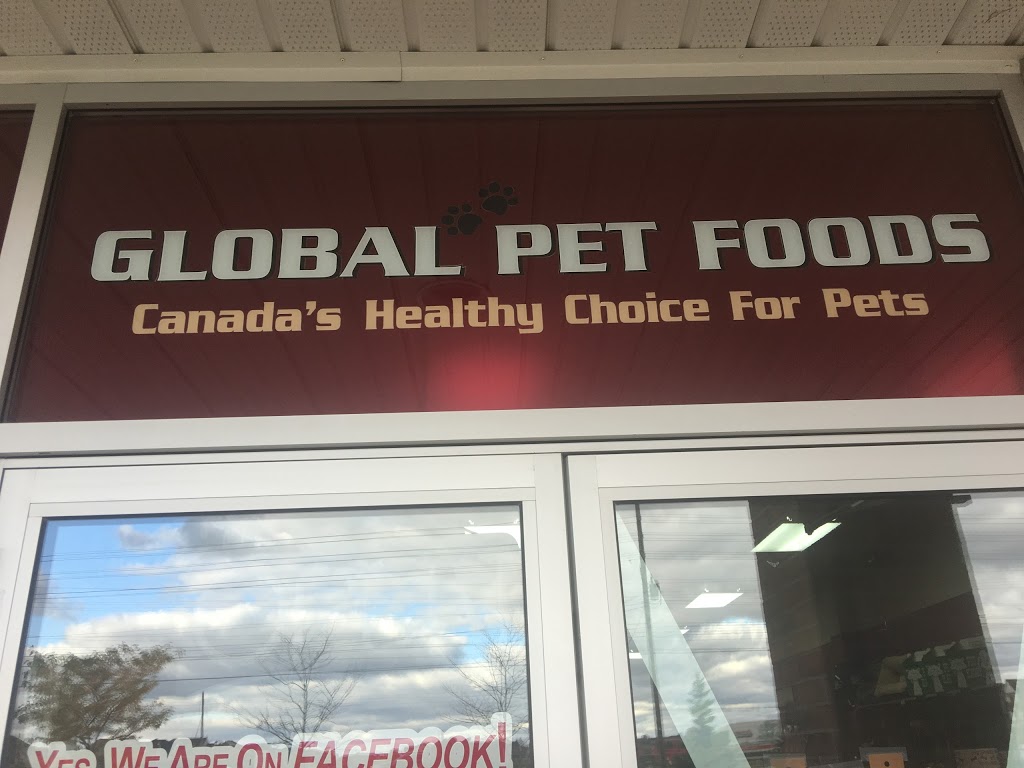 GLOBAL PET FOODS
Canada's Healthy Choice For Pets
YES, WE ARE ON FACEBOOK!